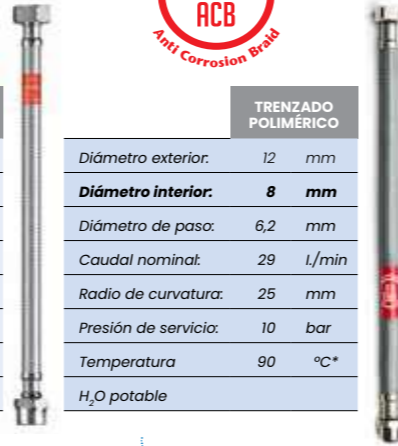 ACB
Anti Corrosion Braid
TRENZADO
POLIMÉRICO
Diámetro exterior: 12 mm
Diámetro interior: 8 mm
Diámetro de paso: 6,2 mm
Caudal nominal: 29 l./min
Radio de curvatura: 25 mm
Presión de servicio: 10 bar
Temperatura 90 ºC*
H₂O potable